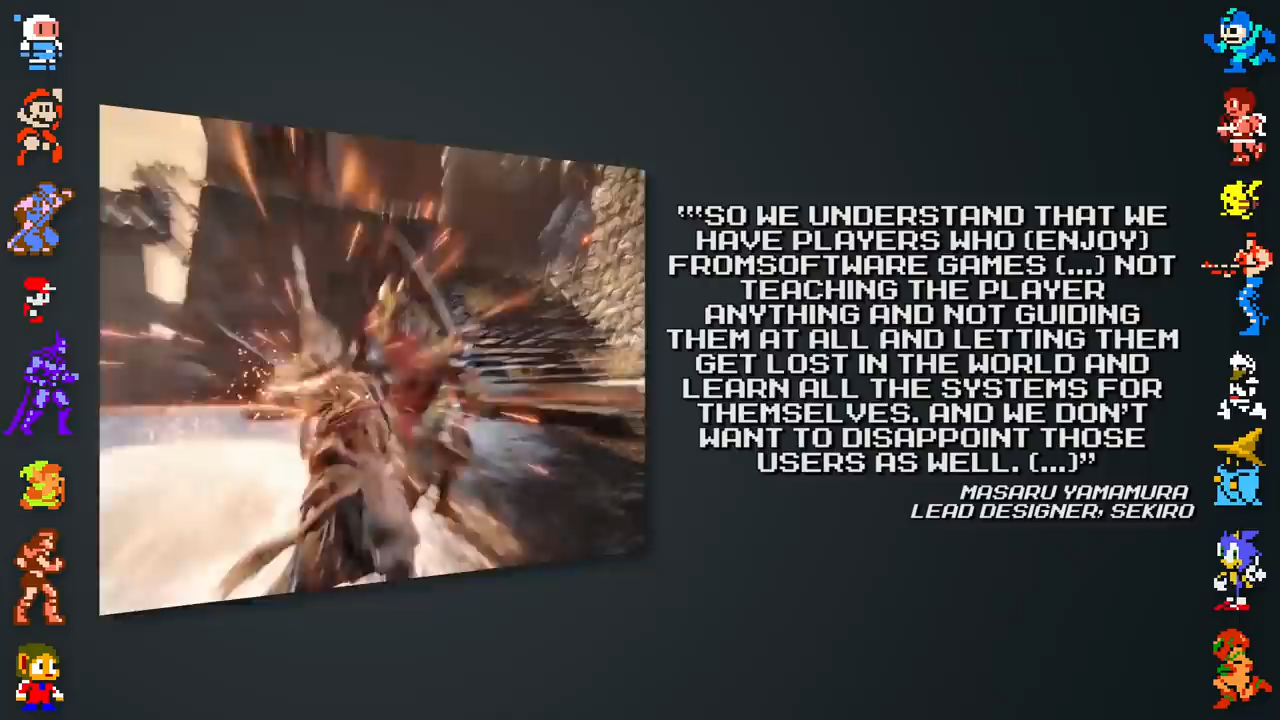 "'"SO WE UNDERSTAND THAT WE
HAVE PLAYERS WHO (ENJOY)
FROMSOFTWARE GAMES (...) NOT
TEACHING THE PLAYER
ANYTHING AND NOT GUIDING
THEM AT ALL AND LETTING THEM
GET LOST IN THE WORLD AND
LEARN ALL THE SYSTEMS FOR
THEMSELVES. AND WE DON'T
WANT TO DISAPPOINT THOSE
USERS AS WELL. (...)"
MASARU YAMAMURA
LEAD DESIGNER, SEKIRO